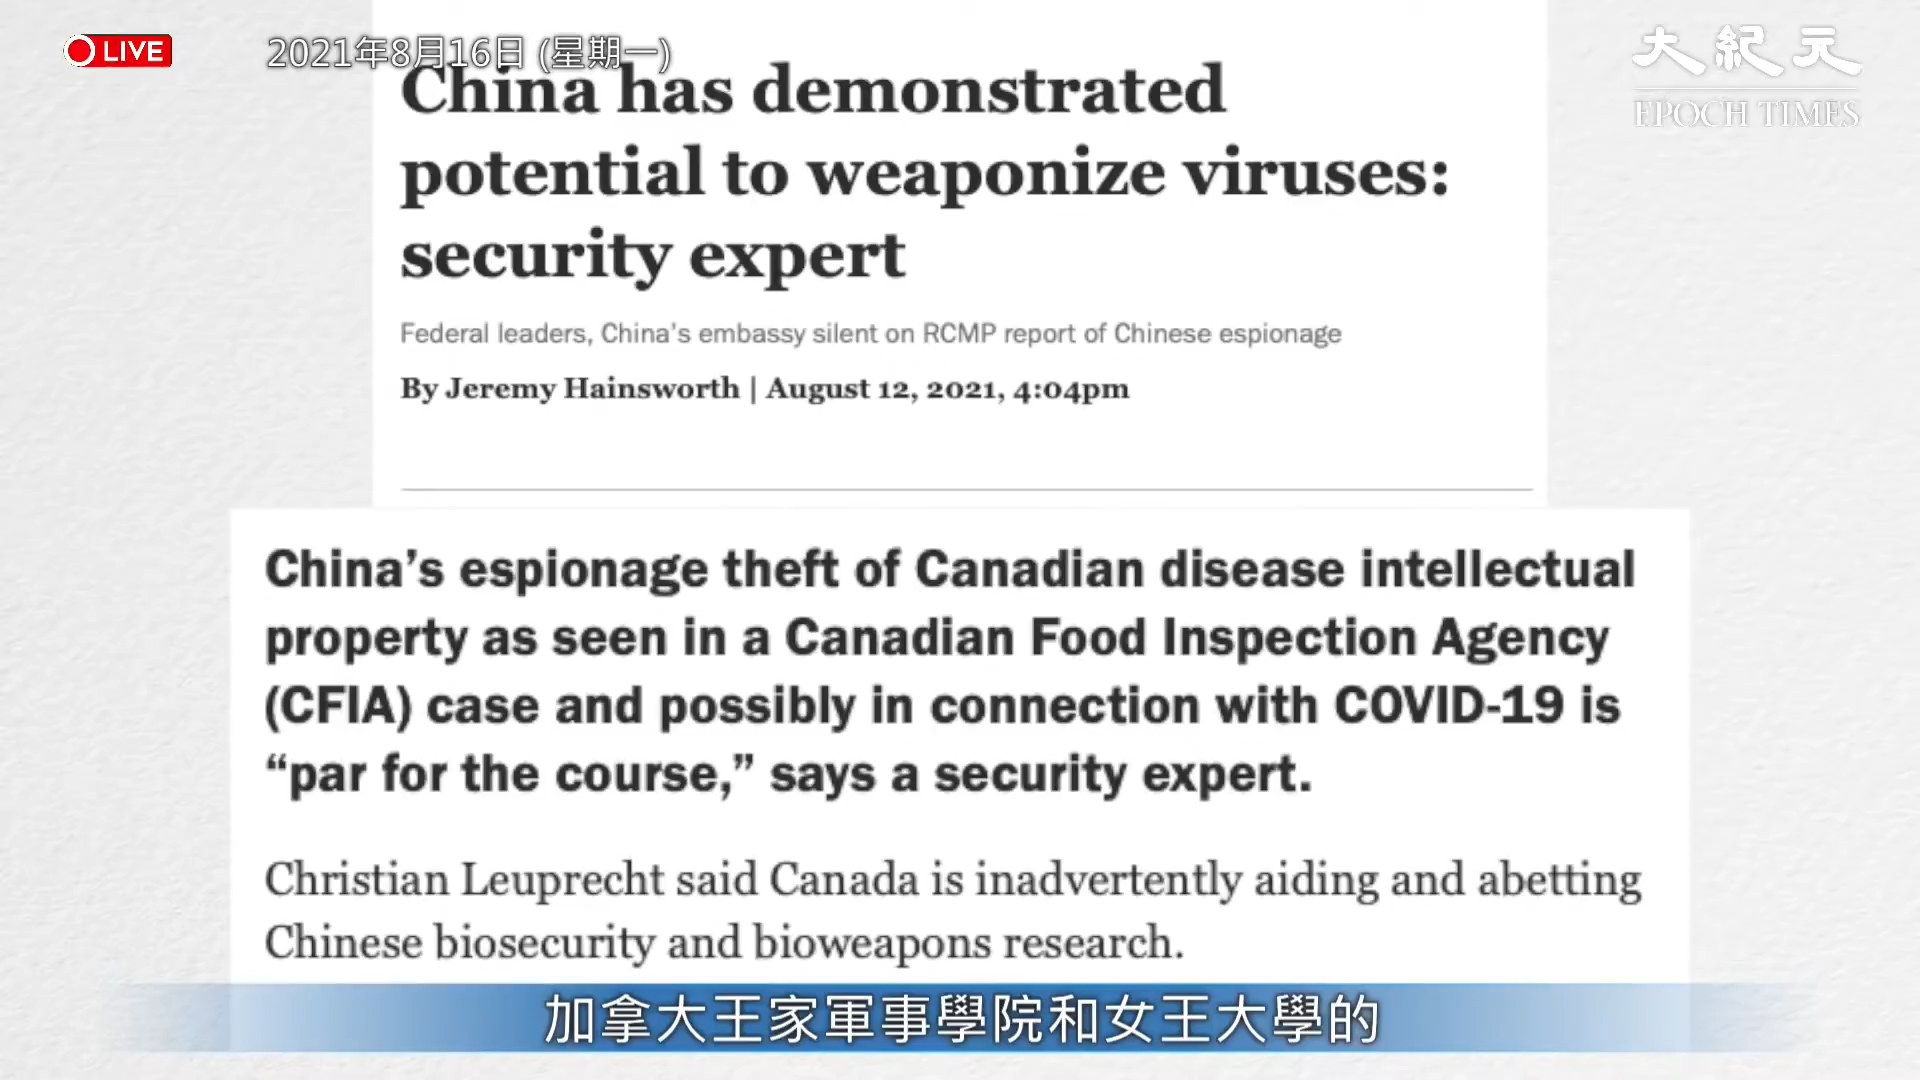 LIVE
2021年8月16日 (星期一)
大紀元
EPOCH TIMES
China has demonstrated
potential to weaponize viruses:
security expert
Federal leaders, China's embassy silent on RCMP report of Chinese espionage
By Jeremy Hainsworth | August 12, 2021, 4:04pm
China’s espionage theft of Canadian disease intellectual
property as seen in a Canadian Food Inspection Agency
(CFIA) case and possibly in connection with COVID-19 is
“par for the course,” says a security expert.
Christian Leuprecht said Canada is inadvertently aiding and abetting
Chinese biosecurity and bioweapons research.
加拿大王家軍事學院和女王大學的